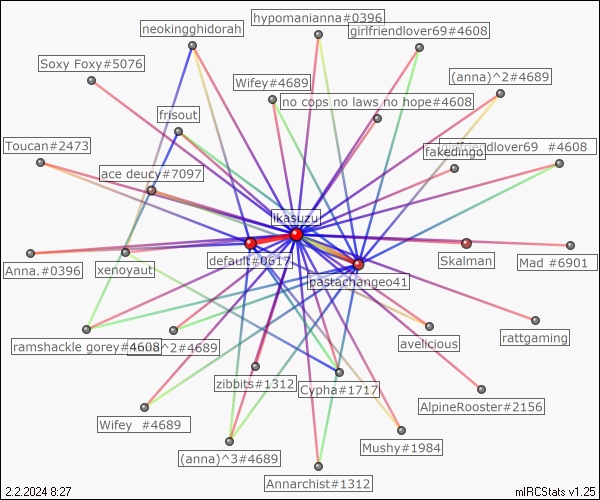 hypomanianna#0396
neokingghidorah
girlfriendlover69#4608
Soxy Foxy#5076
Wifey#4689
(anna)^2#4689
no cops no laws no hope#4608
frisout
Toucan#2473
fakedingo
girlfriendlover69 #4608
ace deucy#7097
likasuzu
default#0617
Skalman
Mad #6901
Anna.#0396
xenoyaut
pastachangeo41
ramshackle gorey#4608
^2#4689
avelicious
rattgaming
zibbits#1312
Cypha#1717
AlpineRooster#2156
Wifey #4689
(anna)^3#4689
Mushy#1984
Annarchist#1312
2.2.2024 8:27
mIRCStats v1.25